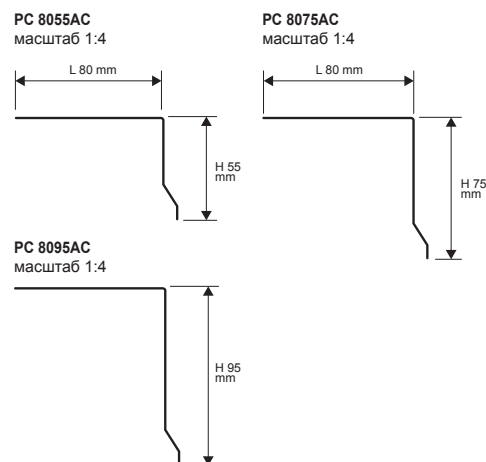 PC 8055AC
масштаб 1:4
L 80 mm
H 55
mm
PC 8075AC
масштаб 1:4
L 80 mm
H 75
mm
PC 8095AC
масштаб 1:4
H 95
mm